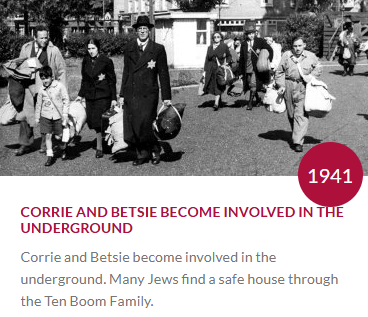 1941
CORRIE AND BETSIE BECOME INVOLVED IN THE
UNDERGROUND
Corrie and Betsie become involved in the
underground. Many Jews find a safe house through
the Ten Boom Family.